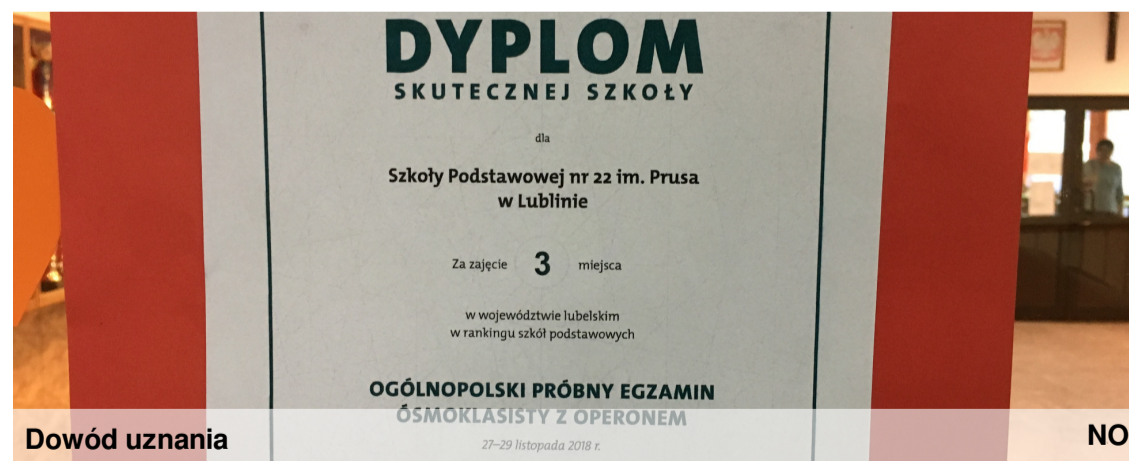 DYPLOM
SKUTECZNEJ SZKOŁY
dla
Szkoły Podstawowej nr 22 im. Prusa
w Lublinie
Za zajęcie 3 miejsca
w województwie lubelskim
w rankingu szkół podstawowych
OGÓLNOPOLSKI PRÓBNY EGZAMIN
ÓSMOKLASISTY Z OPERONEM
27–29 listopada 2018 r.
Dowód uznania
NO